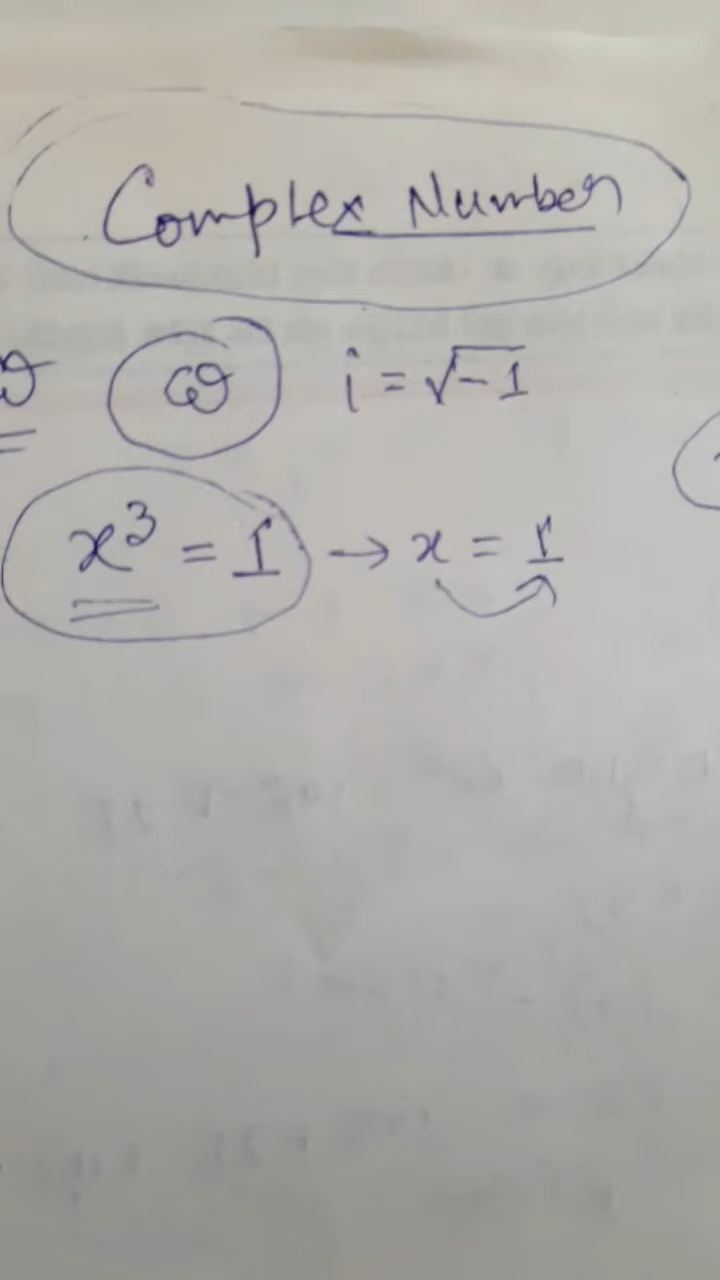 Complex Number
ω ω i = √-1
x³ = 1 → x = 1